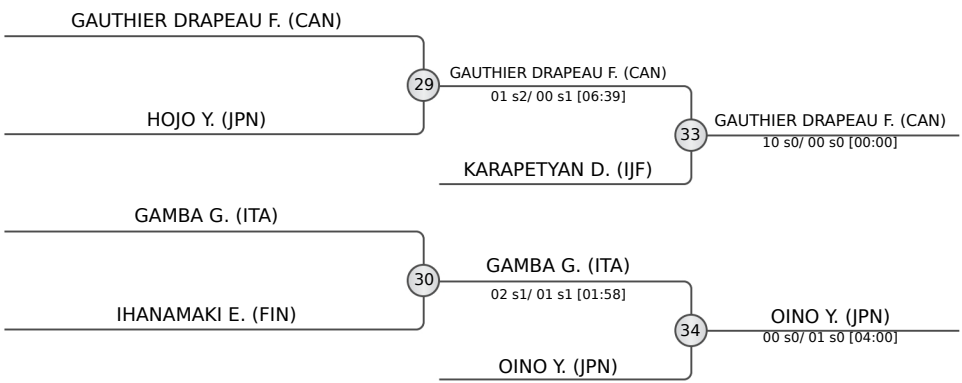 GAUTHIER DRAPEAU F. (CAN)
29
GAUTHIER DRAPEAU F. (CAN)
01 s2/ 00 s1 [06:39]
HOJO Y. (JPN)
33
GAUTHIER DRAPEAU F. (CAN)
10 s0/ 00 s0 [00:00]
KARAPETYAN D. (IJF)
GAMBA G. (ITA)
30
GAMBA G. (ITA)
02 s1/ 01 s1 [01:58]
IHANAMAKI E. (FIN)
34
OINO Y. (JPN)
00 s0/ 01 s0 [04:00]
OINO Y. (JPN)